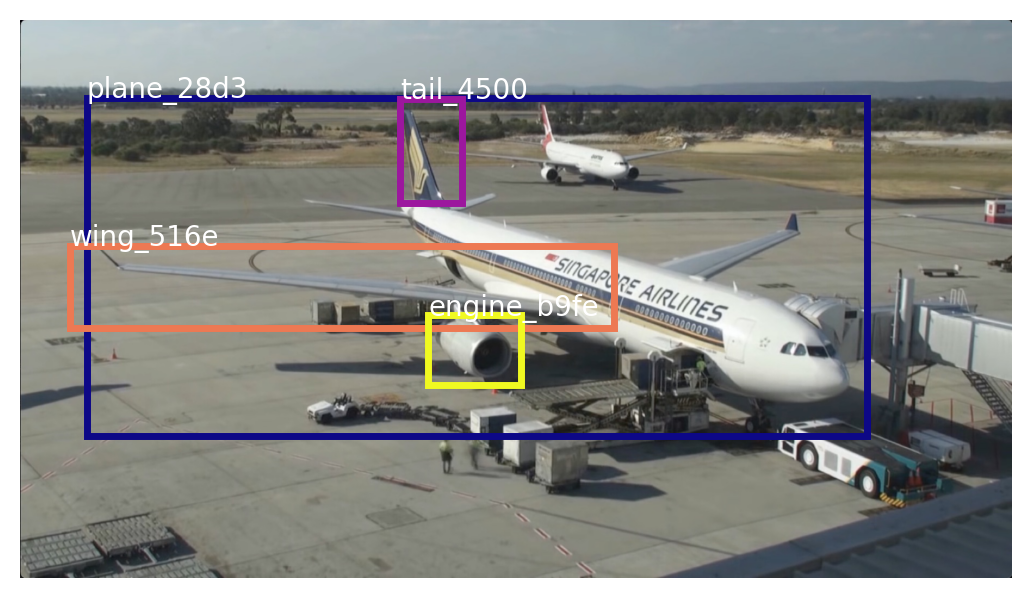 plane_28d3
tail_4500
wing_516e
SINGAPORE AIRLINES
engine_b9fe